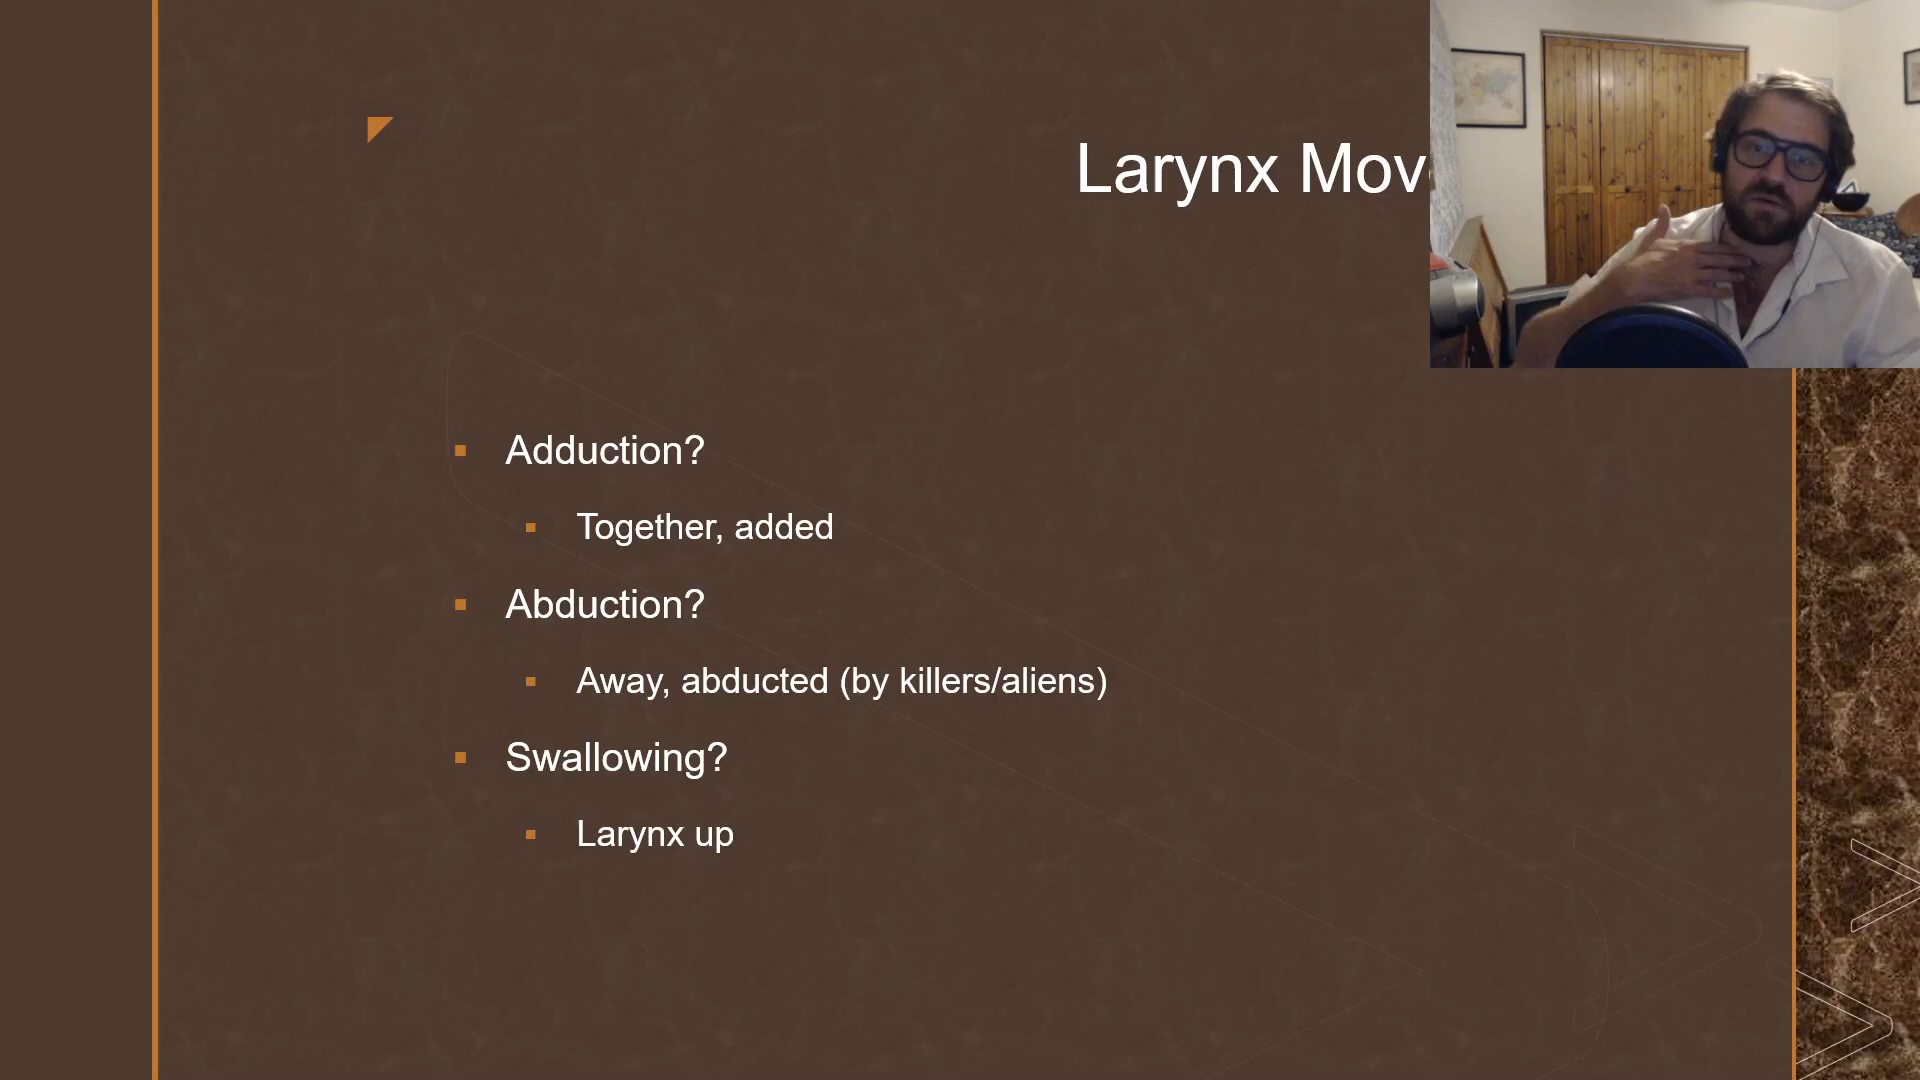 Larynx Mov
Adduction?
Together, added
Abduction?
Away, abducted (by killers/aliens)
Swallowing?
Larynx up